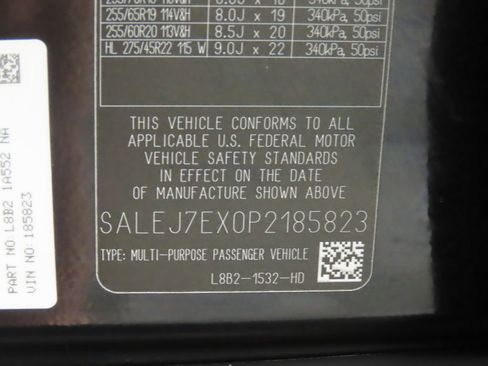 255/65R19 114V&H 8.0J x 19 340kPa, 50psi
255/60R20 113V&H 8.5J x 20 340kPa, 50psi
HL 275/45R22 115 W 9.0J x 22 340kPa, 50psi
THIS VEHICLE CONFORMS TO ALL
APPLICABLE U.S. FEDERAL MOTOR
VEHICLE SAFETY STANDARDS
IN EFFECT ON THE DATE
OF MANUFACTURE SHOWN ABOVE
SALEJ7EX0P2185823
TYPE: MULTI-PURPOSE PASSENGER VEHICLE
L8B2-1532-HD
PART NO L8B2 1A552 NA
VIN NO: 185823